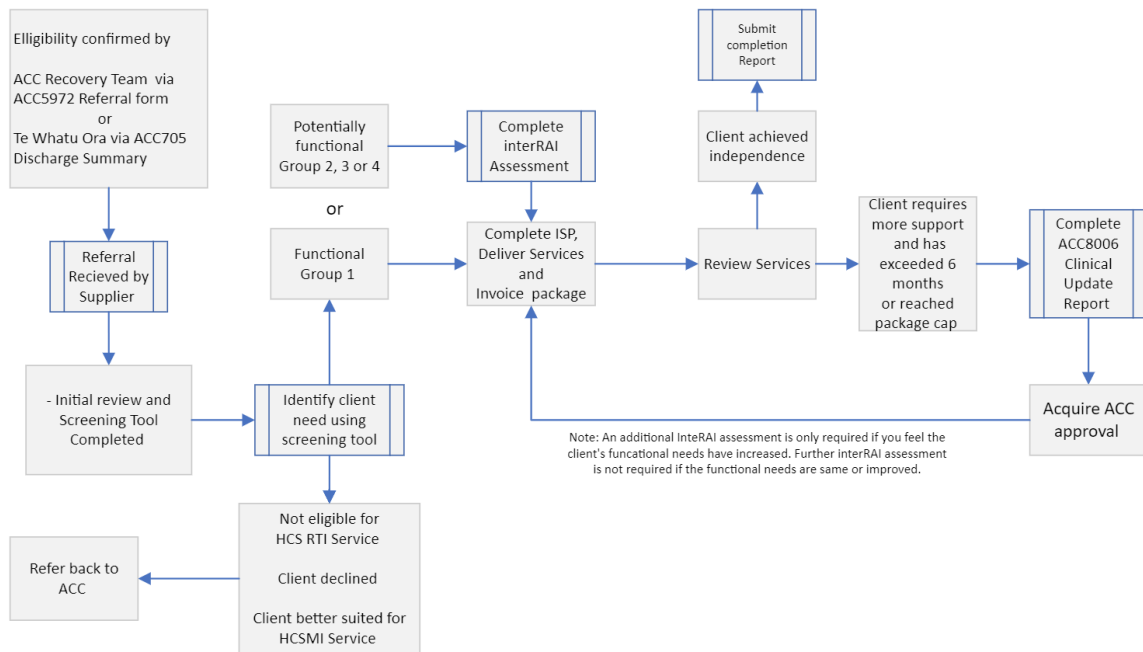 Elligibility confirmed by
ACC Recovery Team via
ACC5972 Referral form
or
Te Whatu Ora via ACC705
Discharge Summary
Referral
Recieved by
Supplier
- Initial review and
Screening Tool
Completed
Identify client
need using
screening tool
Potentially
functional
Group 2, 3 or 4
or
Functional
Group 1
Complete
interRAI
Assessment
Complete ISP,
Deliver Services
and
Invoice package
Not eligible for
HCS RTI Service
Client declined
Client better suited for
HCSMI Service
Refer back to
ACC
Review Services
Client achieved
independence
Submit
completion
Report
Client requires
more support
and has
exceeded 6
months
or reached
package cap
Complete
ACC8006
Clinical
Update
Report
Acquire ACC
approval
Note: An additional InteRAI assessment is only required if you feel the
client's funcational needs have increased. Further interRAI assessment
is not required if the functional needs are same or improved.